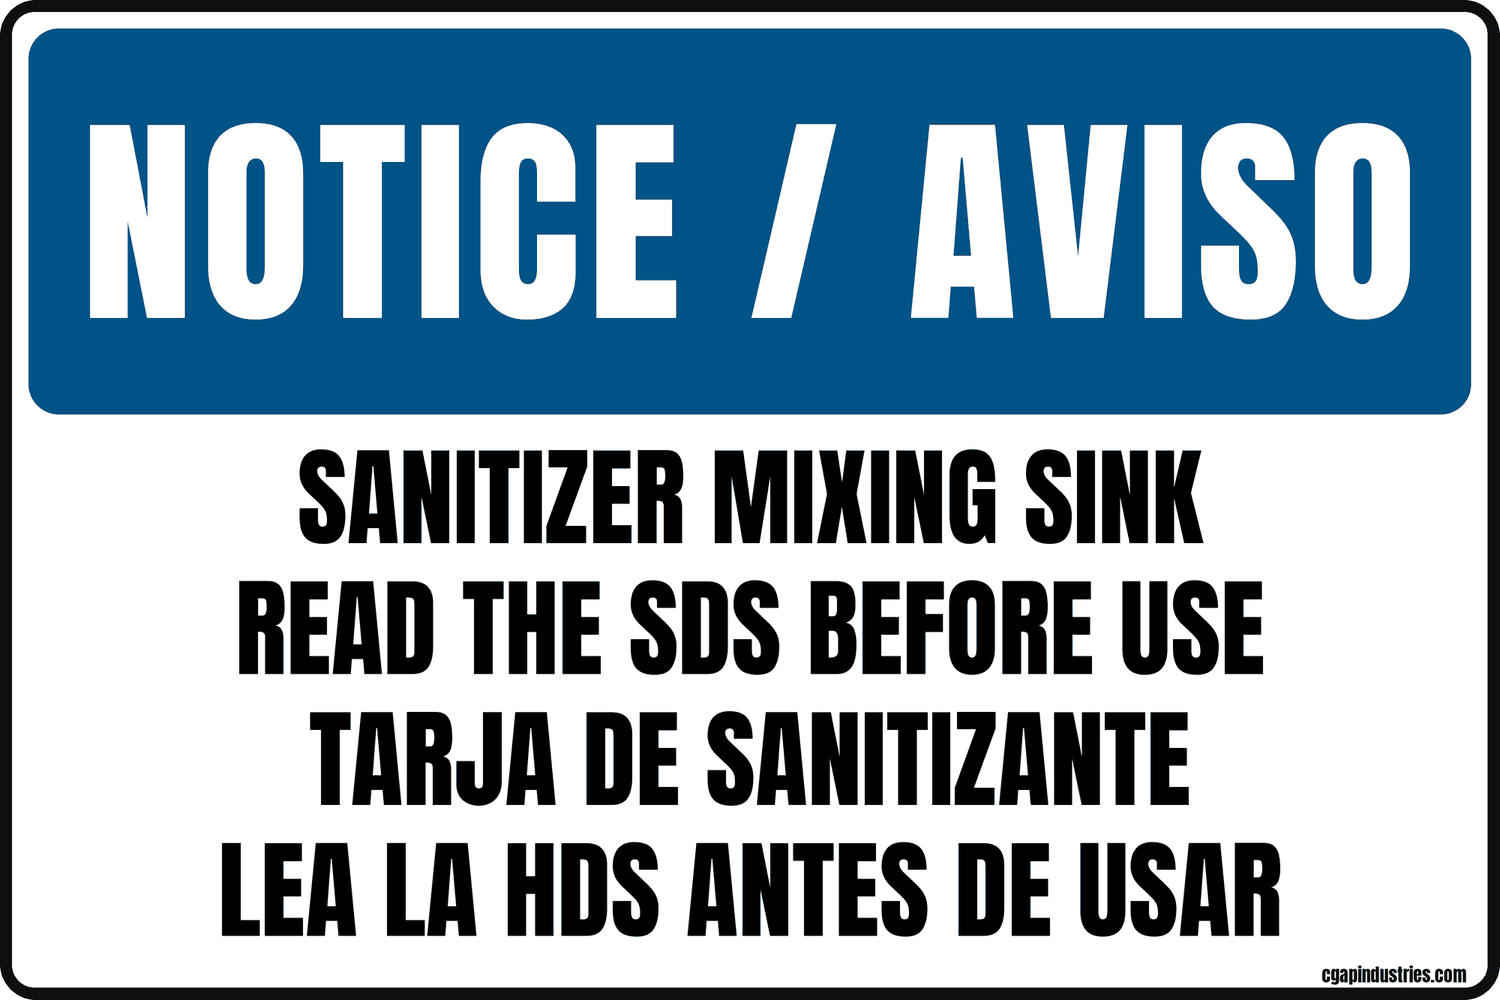 NOTICE / AVISO
SANITIZER MIXING SINK
READ THE SDS BEFORE USE
TARJA DE SANITIZANTE
LEA LA HDS ANTES DE USAR
cgapindustries.com